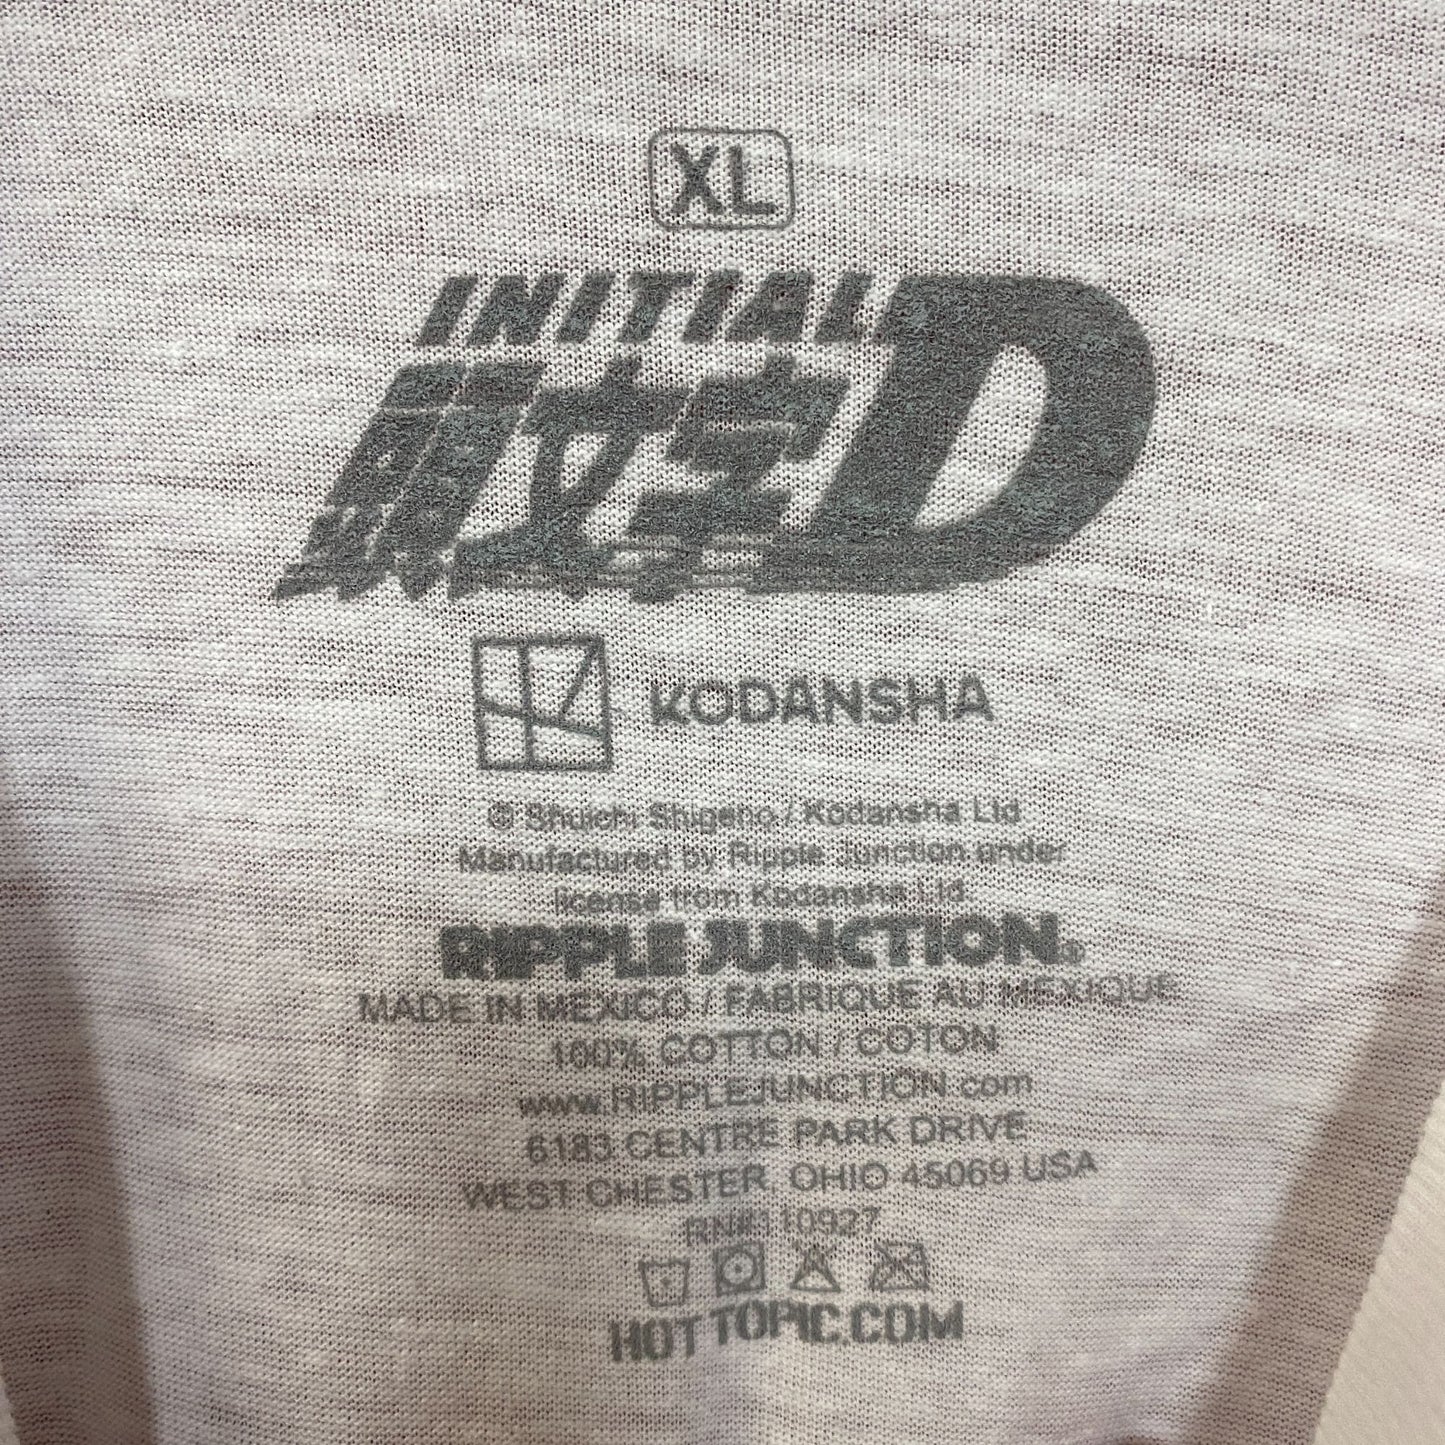 XL
INITIAL D
頭文字
KODANSHA
© Shuichi Shigeno / Kodansha Ltd
Manufactured by Ripple Junction under
license from Kodansha Ltd.
RIPPLE JUNCTION®
MADE IN MEXICO / FABRIQUE AU MEXIQUE
100% COTTON / COTON
www.RIPPLEJUNCTION.com
6183 CENTRE PARK DRIVE
WEST CHESTER, OHIO 45069 USA
RN#110927
HOT TOPIC.COM